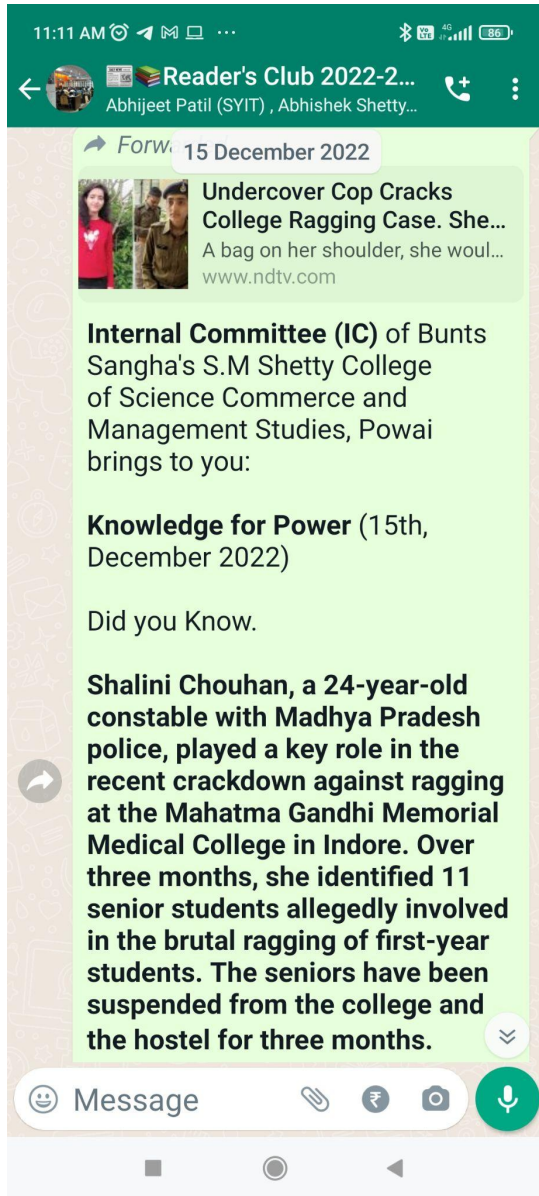 11:11 AM ... VO LTE 4G 86
Reader's Club 2022-2...
Abhijeet Patil (SYIT) , Abhishek Shetty...
15 December 2022
Undercover Cop Cracks
College Ragging Case. She...
A bag on her shoulder, she woul...
www.ndtv.com
Internal Committee (IC) of Bunts
Sangha's S.M Shetty College
of Science Commerce and
Management Studies, Powai
brings to you:
Knowledge for Power (15th,
December 2022)
Did you Know.
Shalini Chouhan, a 24-year-old
constable with Madhya Pradesh
police, played a key role in the
recent crackdown against ragging
at the Mahatma Gandhi Memorial
Medical College in Indore. Over
three months, she identified 11
senior students allegedly involved
in the brutal ragging of first-year
students. The seniors have been
suspended from the college and
the hostel for three months.
Message ₹